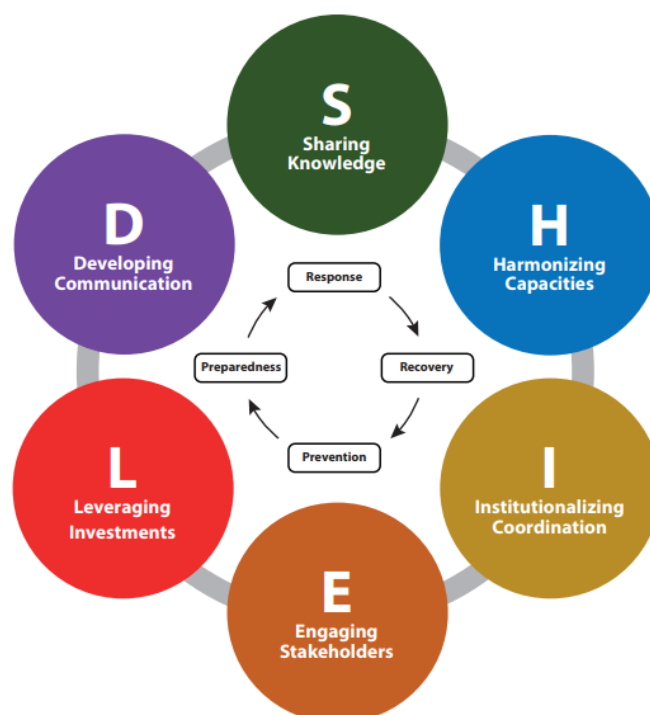 S
Sharing
Knowledge
H
Harmonizing
Capacities
I
Institutionalizing
Coordination
E
Engaging
Stakeholders
L
Leveraging
Investments
D
Developing
Communication
Response
Recovery
Prevention
Preparedness